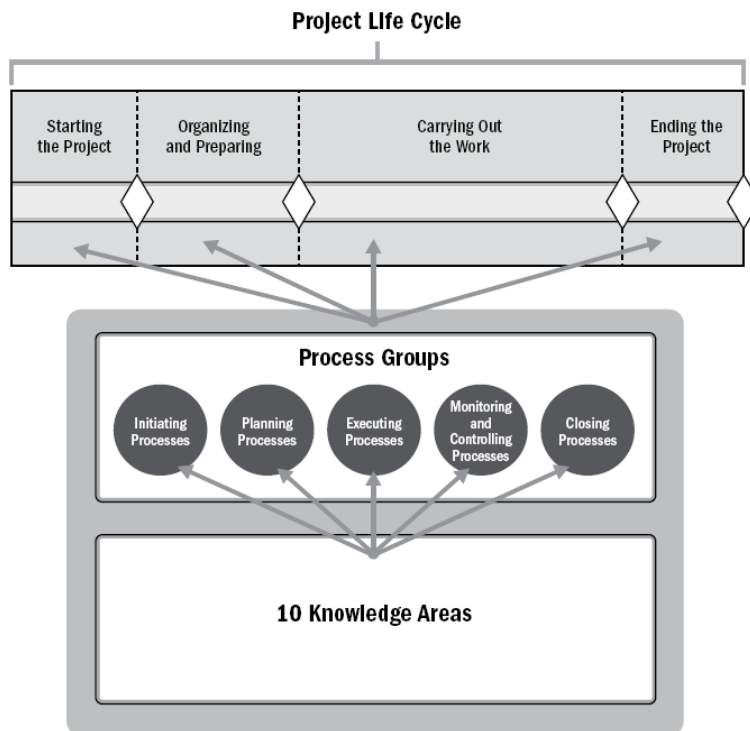 Project Life Cycle
Starting
the Project
Organizing
and Preparing
Carrying Out
the Work
Ending the
Project
Process Groups
Initiating
Processes
Planning
Processes
Executing
Processes
Monitoring
and
Controlling
Processes
Closing
Processes
10 Knowledge Areas